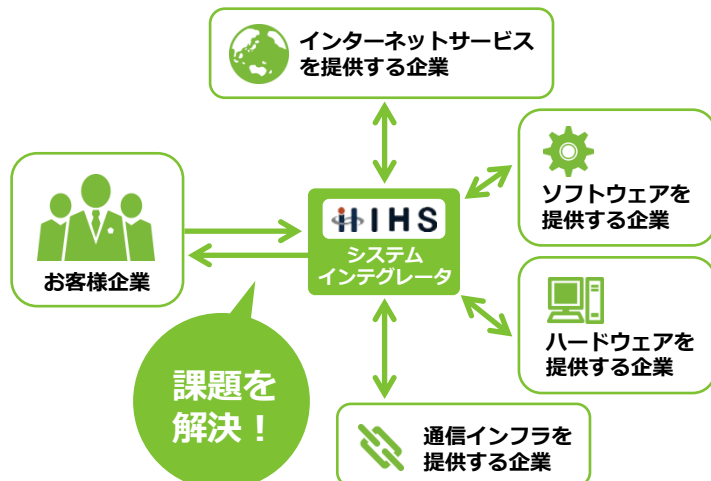 インターネットサービス
を提供する企業
ソフトウェアを
提供する企業
お客様企業
IHS
システム
インテグレータ
ハードウェアを
提供する企業
課題を
解決！
通信インフラを
提供する企業